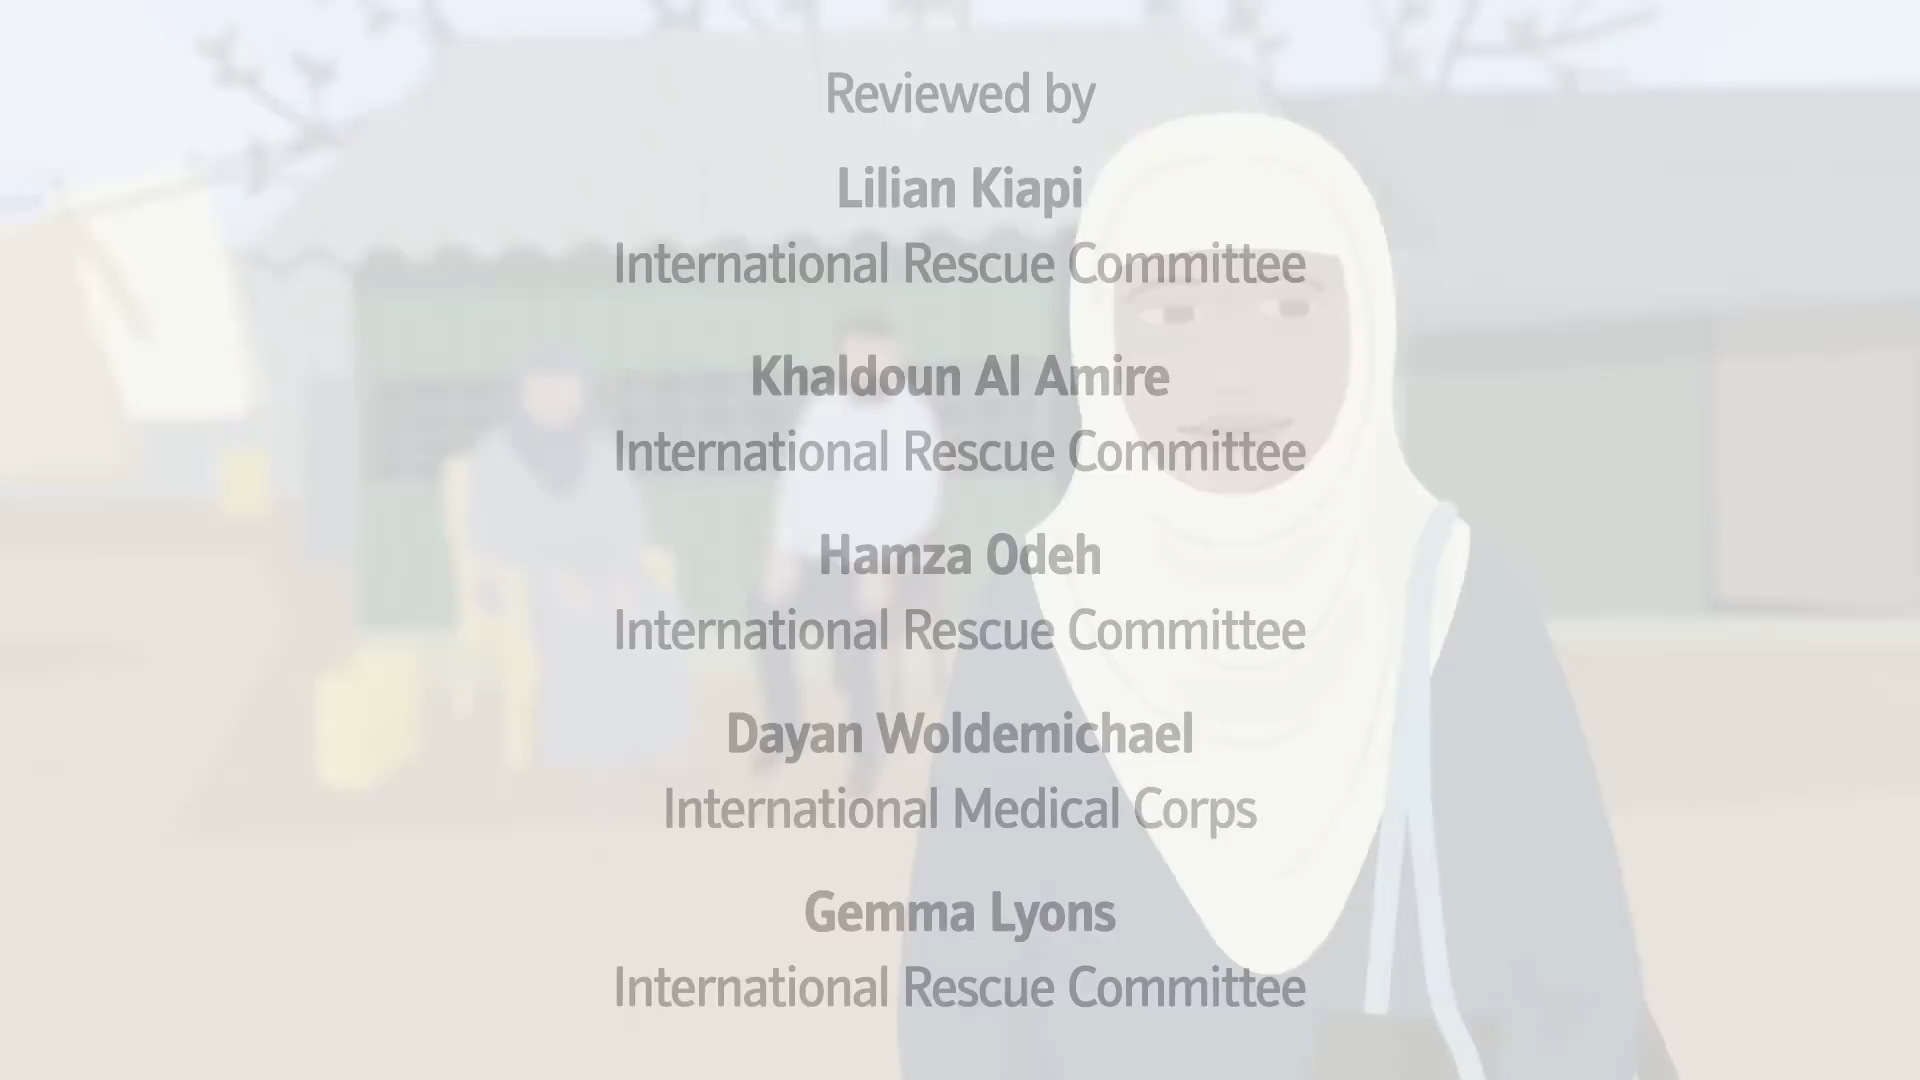 Reviewed by
Lilian Kiapi
International Rescue Committee
Khaldoun Al Amire
International Rescue Committee
Hamza Odeh
International Rescue Committee
Dayan Woldemichael
International Medical Corps
Gemma Lyons
International Rescue Committee